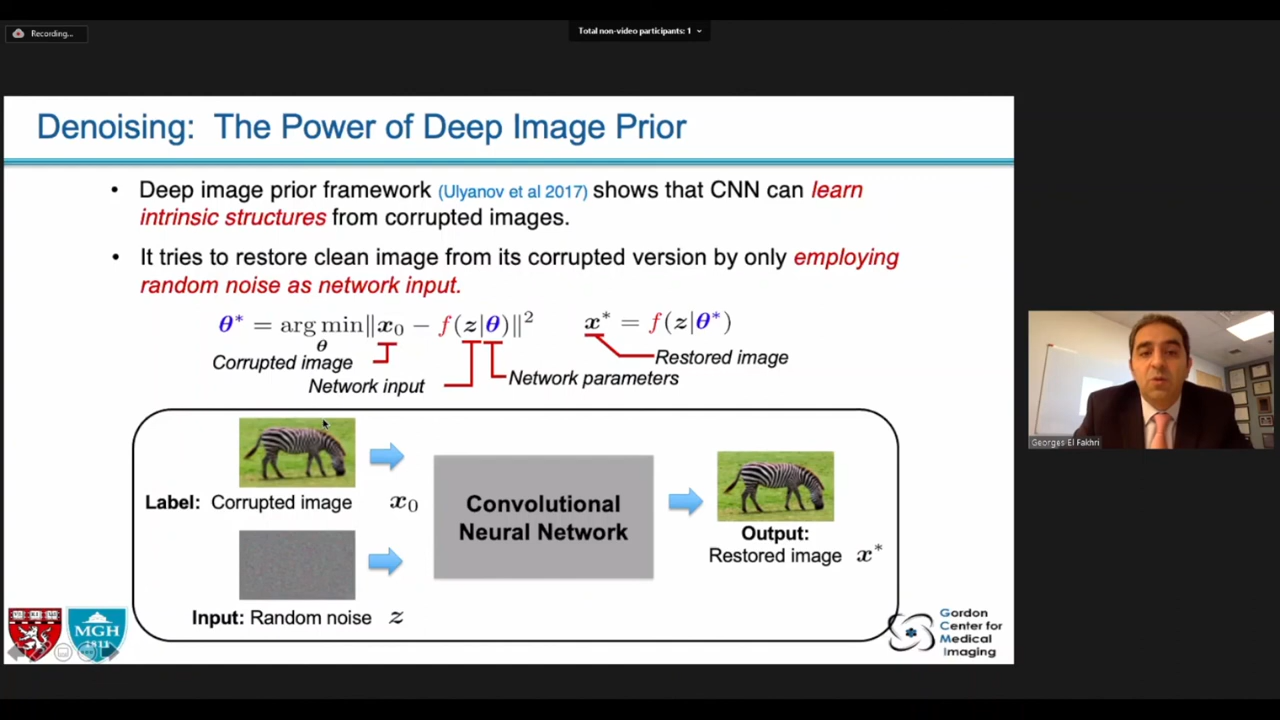 Recording...
Total non-video participants: 1
Denoising: The Power of Deep Image Prior
• Deep image prior framework (Ulyanov et al 2017) shows that CNN can learn
intrinsic structures from corrupted images.
• It tries to restore clean image from its corrupted version by only employing
random noise as network input.
θ* = arg min‖x₀ − f(z|θ)‖² x* = f(z|θ*)
θ
Corrupted image
Restored image
Network input
Network parameters
Georges El Fakhri
Label: Corrupted image x₀
Convolutional
Neural Network
Output:
Restored image x*
Input: Random noise z
MGH
1811
Gordon
Center for
Medical
Imaging